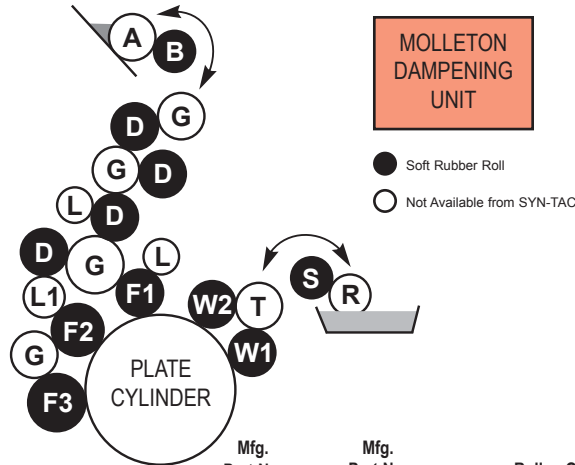 A
B
MOLLETON
DAMPENING
UNIT
D
G
G
D
Soft Rubber Roll
L
D
Not Available from SYN-TAC
D
G
L
L1
F1
S
R
W2
T
F2
W1
G
PLATE
CYLINDER
F3
Mfg.
Mfg.